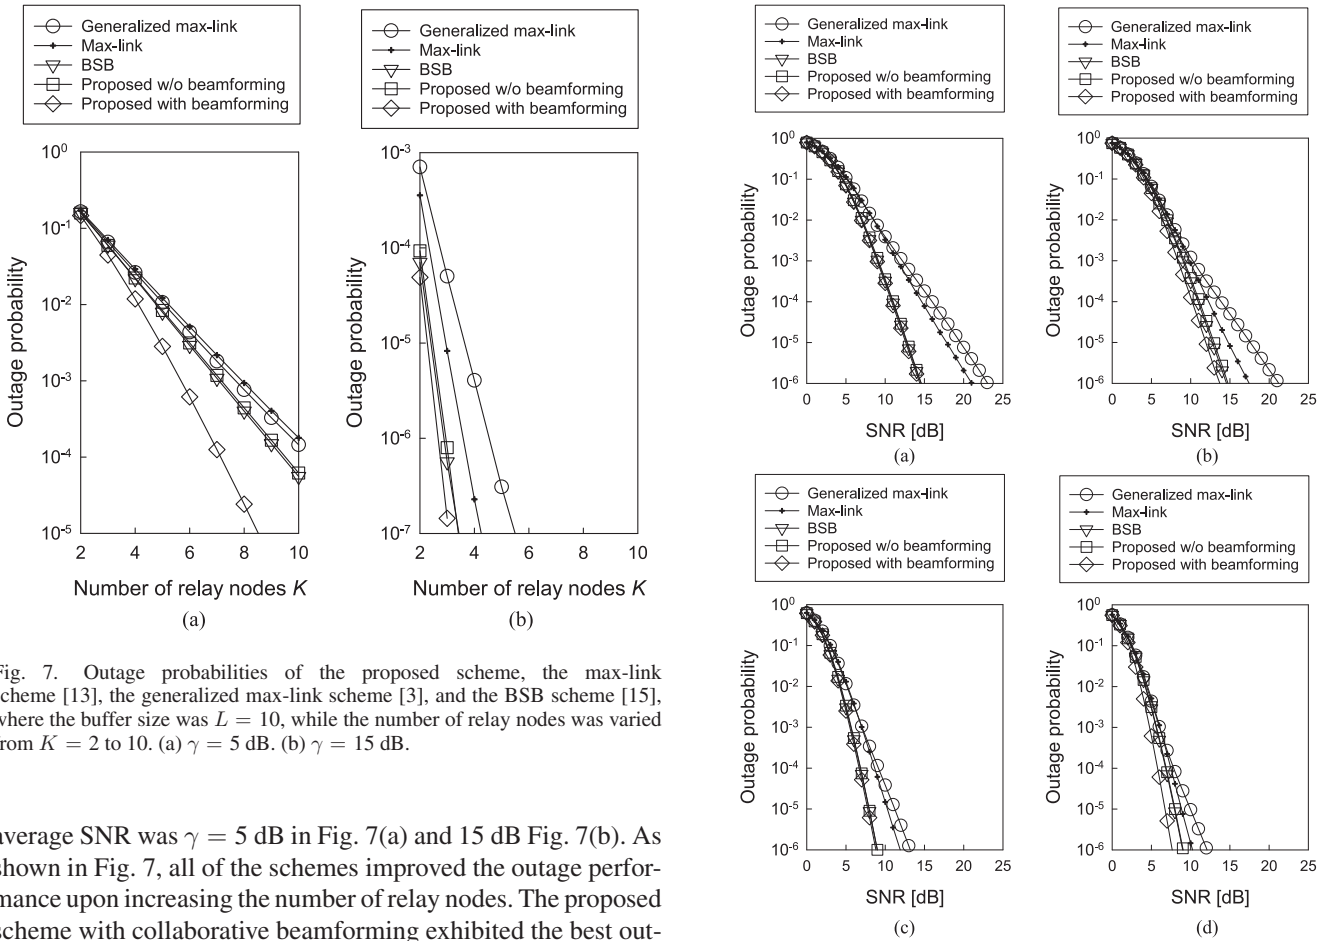 Generalized max-link
Max-link
BSB
Proposed w/o beamforming
Proposed with beamforming
10^0
10^-1
10^-2
10^-3
10^-4
10^-5
Outage probability
2 4 6 8 10
Number of relay nodes K
(a)
Generalized max-link
Max-link
BSB
Proposed w/o beamforming
Proposed with beamforming
10^-3
10^-4
10^-5
10^-6
10^-7
Outage probability
2 4 6 8 10
Number of relay nodes K
(b)
Fig. 7. Outage probabilities of the proposed scheme, the max-link
scheme [13], the generalized max-link scheme [3], and the BSB scheme [15],
where the buffer size was L = 10, while the number of relay nodes was varied
from K = 2 to 10. (a) γ = 5 dB. (b) γ = 15 dB.
average SNR was γ = 5 dB in Fig. 7(a) and 15 dB Fig. 7(b). As
shown in Fig. 7, all of the schemes improved the outage perfor-
mance upon increasing the number of relay nodes. The proposed
scheme with collaborative beamforming exhibited the best out-
Generalized max-link
Max-link
BSB
Proposed w/o beamforming
Proposed with beamforming
10^0
10^-1
10^-2
10^-3
10^-4
10^-5
10^-6
Outage probability
0 5 10 15 20 25
SNR [dB]
(a)
Generalized max-link
Max-link
BSB
Proposed w/o beamforming
Proposed with beamforming
10^0
10^-1
10^-2
10^-3
10^-4
10^-5
10^-6
Outage probability
0 5 10 15 20 25
SNR [dB]
(b)
Generalized max-link
Max-link
BSB
Proposed w/o beamforming
Proposed with beamforming
10^0
10^-1
10^-2
10^-3
10^-4
10^-5
10^-6
Outage probability
0 5 10 15 20 25
SNR [dB]
(c)
Generalized max-link
Max-link
BSB
Proposed w/o beamforming
Proposed with beamforming
10^0
10^-1
10^-2
10^-3
10^-4
10^-5
10^-6
Outage probability
0 5 10 15 20 25
SNR [dB]
(d)